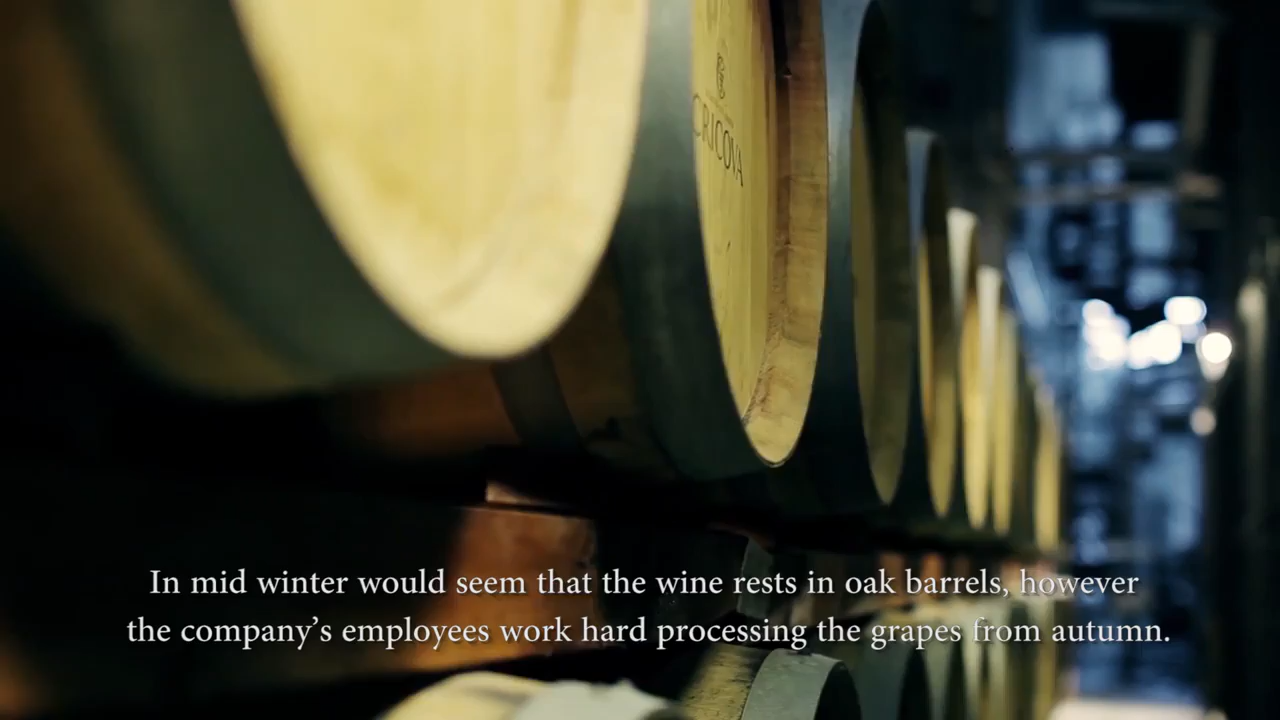 CRICOVA
In mid winter would seem that the wine rests in oak barrels, however
the company’s employees work hard processing the grapes from autumn.